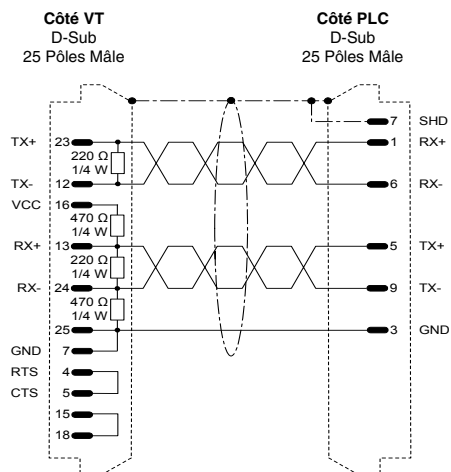 Côté VT
D-Sub
25 Pôles Mâle
Côté PLC
D-Sub
25 Pôles Mâle
7 SHD
TX+ 23
1 RX+
220 Ω
1/4 W
TX- 12
6 RX-
VCC 16
470 Ω
1/4 W
RX+ 13
5 TX+
220 Ω
1/4 W
RX- 24
9 TX-
470 Ω
1/4 W
25
3 GND
GND 7
RTS 4
CTS 5
15
18